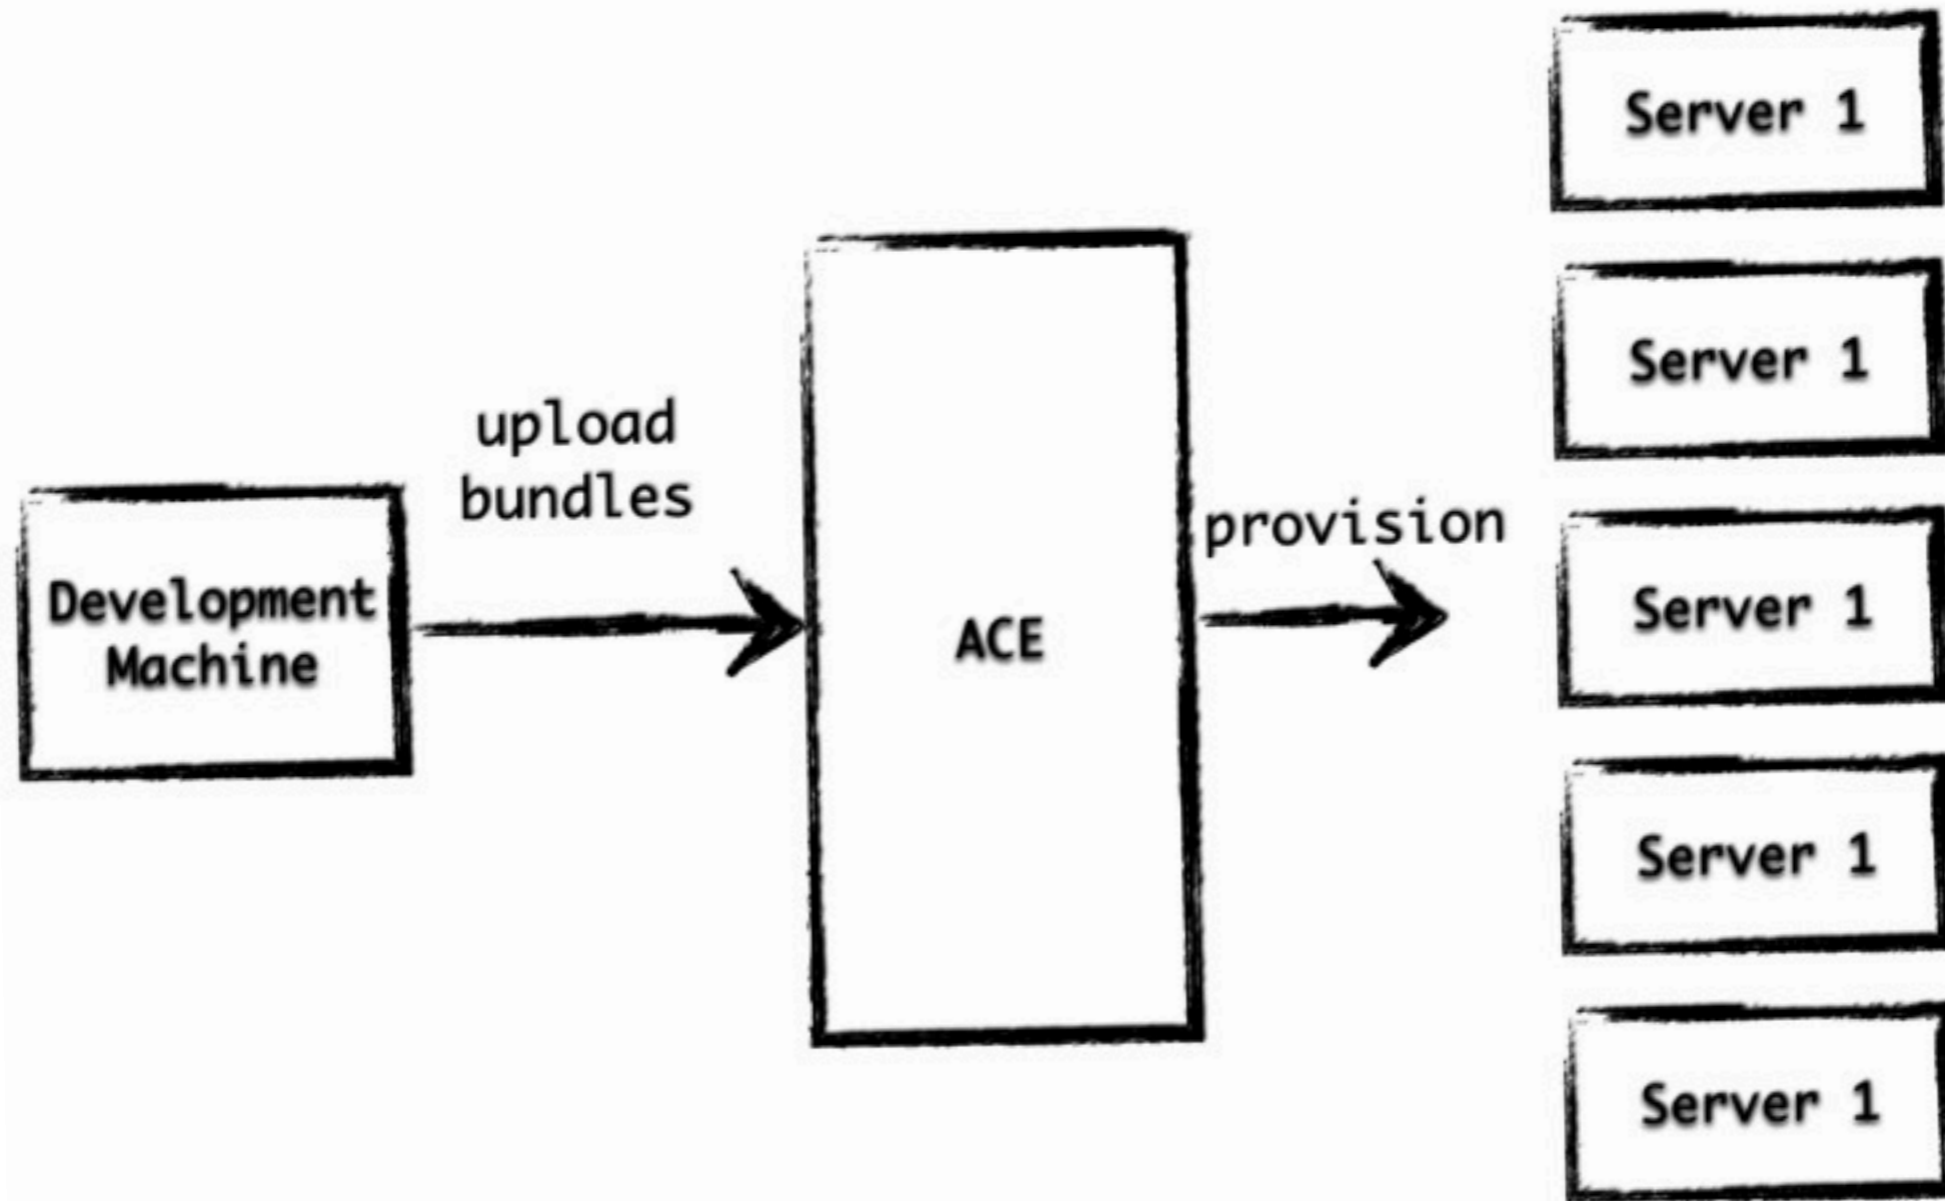 Development
Machine
upload
bundles
ACE
provision
Server 1
Server 1
Server 1
Server 1
Server 1